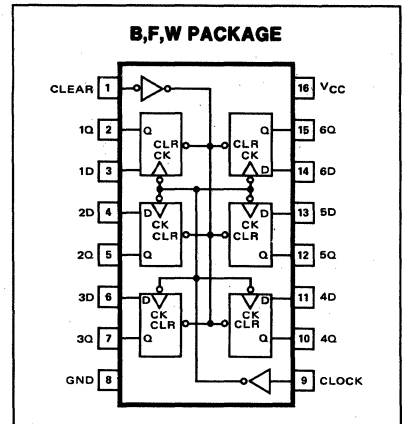 B,F,W PACKAGE
CLEAR 1 16 VCC
1Q 2 Q Q 15 6Q
CLR CLR
CK CK
1D 3 D 14 6D
2D 4 D D 13 5D
CK CK
CLR CLR
2Q 5 Q Q 12 5Q
3D 6 D D 11 4D
CK CK
CLR CLR
3Q 7 Q Q 10 4Q
GND 8 9 CLOCK